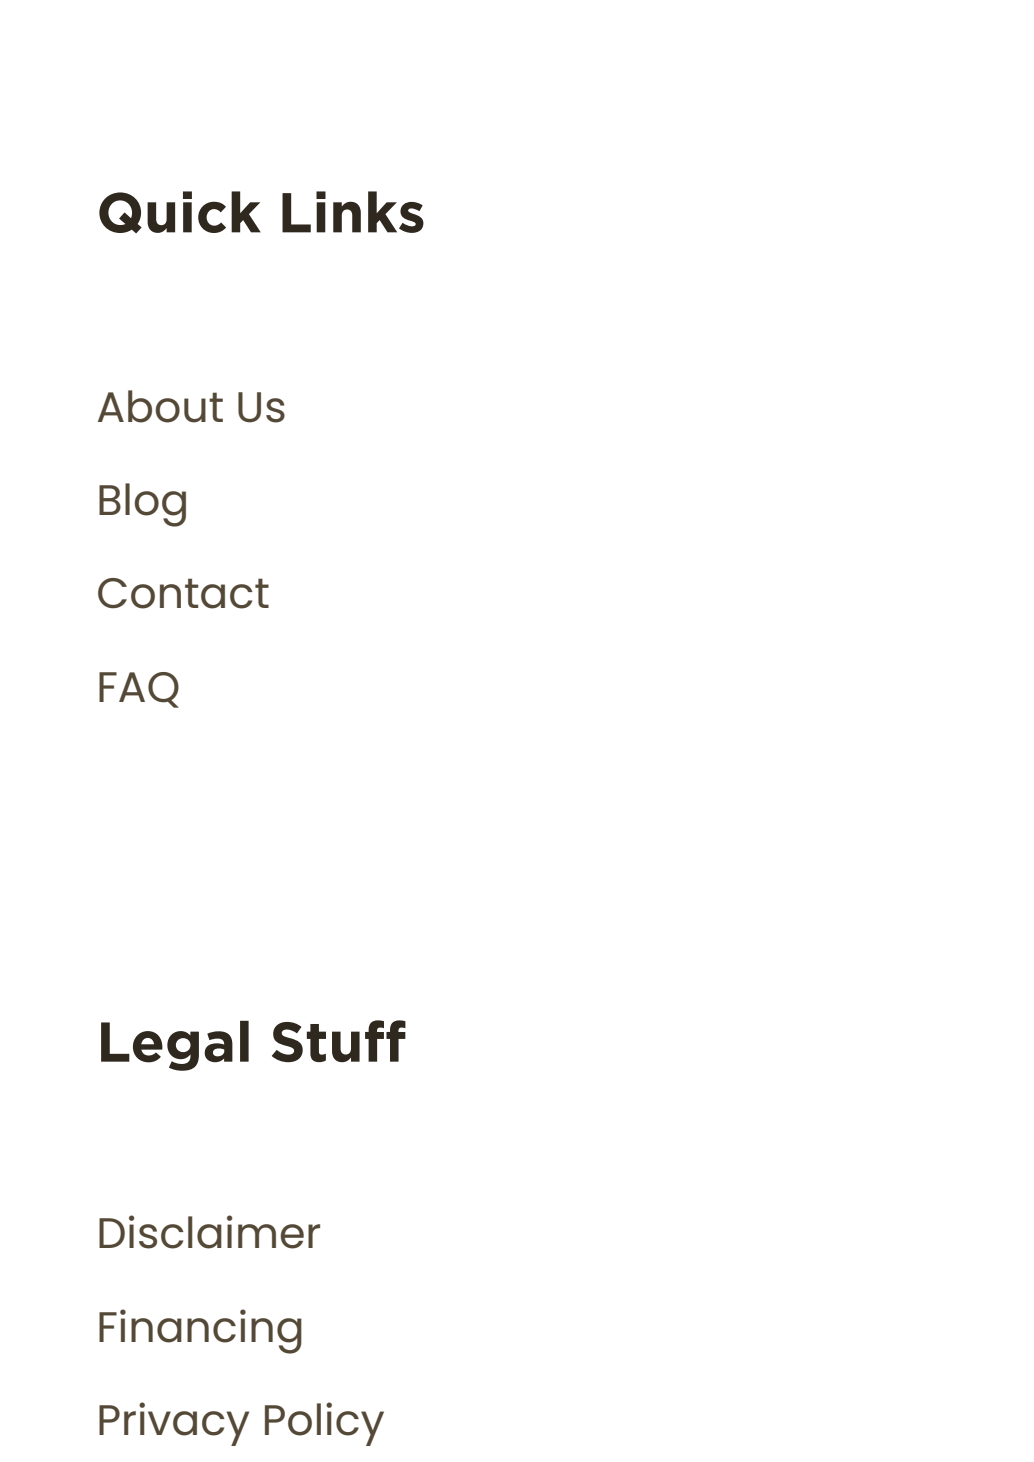 Quick Links
About Us
Blog
Contact
FAQ
Legal Stuff
Disclaimer
Financing
Privacy Policy